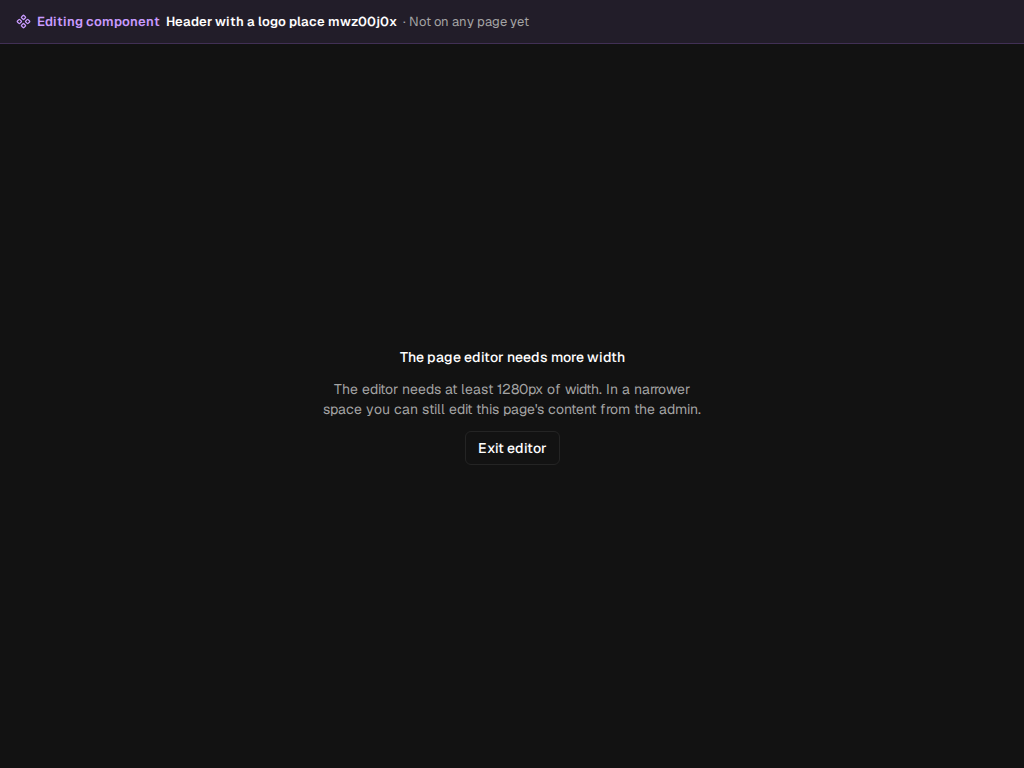 Editing component Header with a logo place mwz00j0x · Not on any page yet
The page editor needs more width
The editor needs at least 1280px of width. In a narrower
space you can still edit this page's content from the admin.
Exit editor